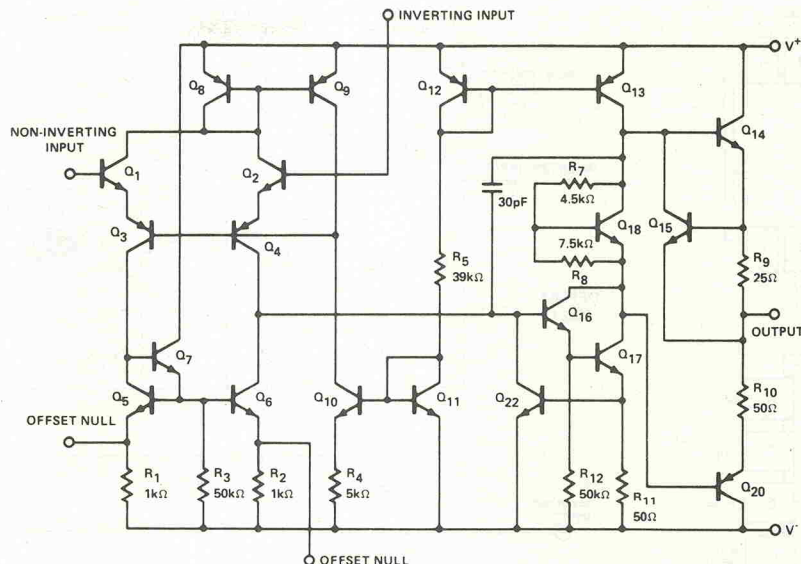 INVERTING INPUT
V+
Q8
Q9
Q12
Q13
Q14
NON-INVERTING
INPUT
Q1
Q2
R7
4.5kΩ
30pF
Q3
Q4
Q18
Q15
7.5kΩ
R8
R5
39kΩ
R9
25Ω
Q16
OUTPUT
Q7
Q17
Q5
Q6
Q10
Q11
Q22
R10
50Ω
OFFSET NULL
R1
1kΩ
R3
50kΩ
R2
1kΩ
R4
5kΩ
R12
50kΩ
R11
50Ω
Q20
V-
OFFSET NULL